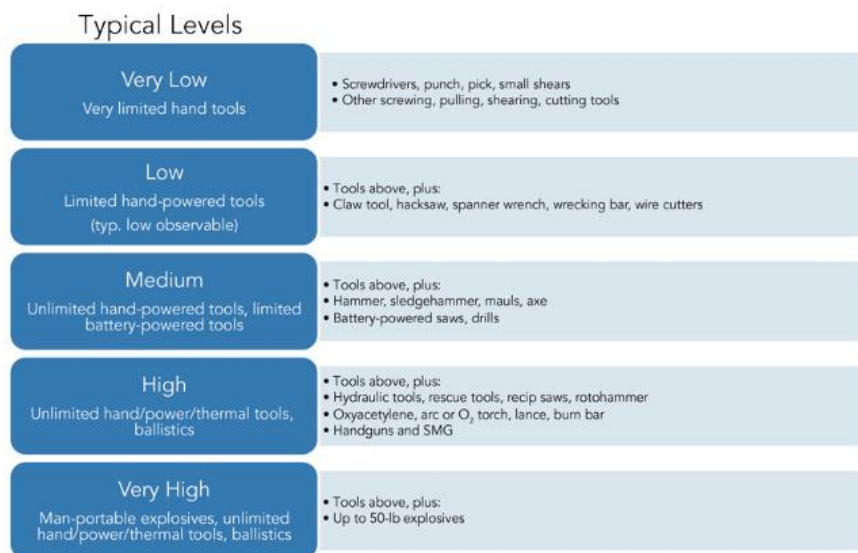 Typical Levels
Very Low
Very limited hand tools
• Screwdrivers, punch, pick, small shears
• Other screwing, pulling, shearing, cutting tools
Low
Limited hand-powered tools
(typ. low observable)
• Tools above, plus:
• Claw tool, hacksaw, spanner wrench, wrecking bar, wire cutters
Medium
Unlimited hand-powered tools, limited
battery-powered tools
• Tools above, plus:
• Hammer, sledgehammer, mauls, axe
• Battery-powered saws, drills
High
Unlimited hand/power/thermal tools,
ballistics
• Tools above, plus:
• Hydraulic tools, rescue tools, recip saws, rotohammer
• Oxyacetylene, arc or O₂ torch, lance, burn bar
• Handguns and SMG
Very High
Man-portable explosives, unlimited
hand/power/thermal tools, ballistics
• Tools above, plus:
• Up to 50-lb explosives